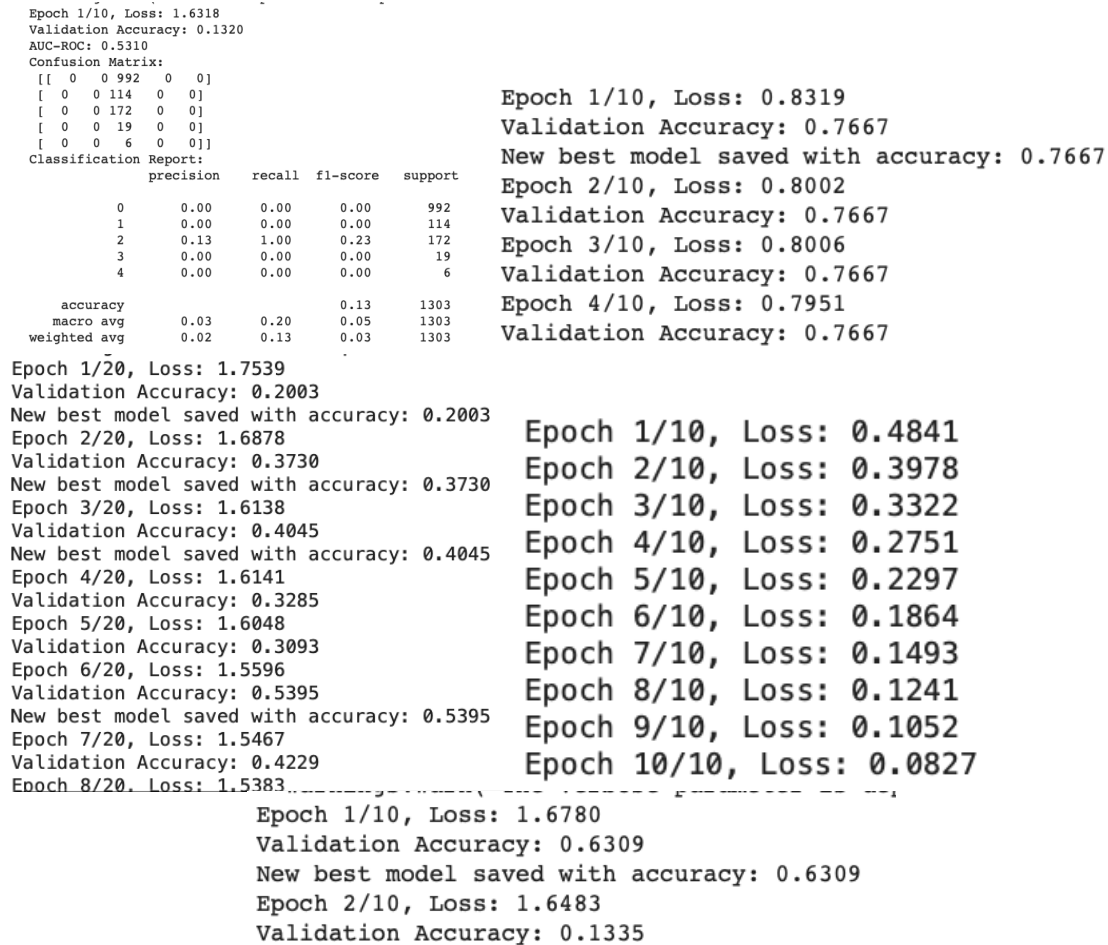 Epoch 1/10, Loss: 1.6318
Validation Accuracy: 0.1320
AUC-ROC: 0.5310
Confusion Matrix:
[[ 0 0 992 0 0]
[ 0 0 114 0 0]
[ 0 0 172 0 0]
[ 0 0 19 0 0]
[ 0 0 6 0 0]]
Classification Report:
precision recall f1-score support
0 0.00 0.00 0.00 992
1 0.00 0.00 0.00 114
2 0.13 1.00 0.23 172
3 0.00 0.00 0.00 19
4 0.00 0.00 0.00 6
accuracy 0.13 1303
macro avg 0.03 0.20 0.05 1303
weighted avg 0.02 0.13 0.03 1303
Epoch 1/10, Loss: 0.8319
Validation Accuracy: 0.7667
New best model saved with accuracy: 0.7667
Epoch 2/10, Loss: 0.8002
Validation Accuracy: 0.7667
Epoch 3/10, Loss: 0.8006
Validation Accuracy: 0.7667
Epoch 4/10, Loss: 0.7951
Validation Accuracy: 0.7667
Epoch 1/20, Loss: 1.7539
Validation Accuracy: 0.2003
New best model saved with accuracy: 0.2003
Epoch 2/20, Loss: 1.6878
Validation Accuracy: 0.3730
New best model saved with accuracy: 0.3730
Epoch 3/20, Loss: 1.6138
Validation Accuracy: 0.4045
New best model saved with accuracy: 0.4045
Epoch 4/20, Loss: 1.6141
Validation Accuracy: 0.3285
Epoch 5/20, Loss: 1.6048
Validation Accuracy: 0.3093
Epoch 6/20, Loss: 1.5596
Validation Accuracy: 0.5395
New best model saved with accuracy: 0.5395
Epoch 7/20, Loss: 1.5467
Validation Accuracy: 0.4229
Epoch 8/20, Loss: 1.5383
Epoch 1/10, Loss: 0.4841
Epoch 2/10, Loss: 0.3978
Epoch 3/10, Loss: 0.3322
Epoch 4/10, Loss: 0.2751
Epoch 5/10, Loss: 0.2297
Epoch 6/10, Loss: 0.1864
Epoch 7/10, Loss: 0.1493
Epoch 8/10, Loss: 0.1241
Epoch 9/10, Loss: 0.1052
Epoch 10/10, Loss: 0.0827
Epoch 1/10, Loss: 1.6780
Validation Accuracy: 0.6309
New best model saved with accuracy: 0.6309
Epoch 2/10, Loss: 1.6483
Validation Accuracy: 0.1335